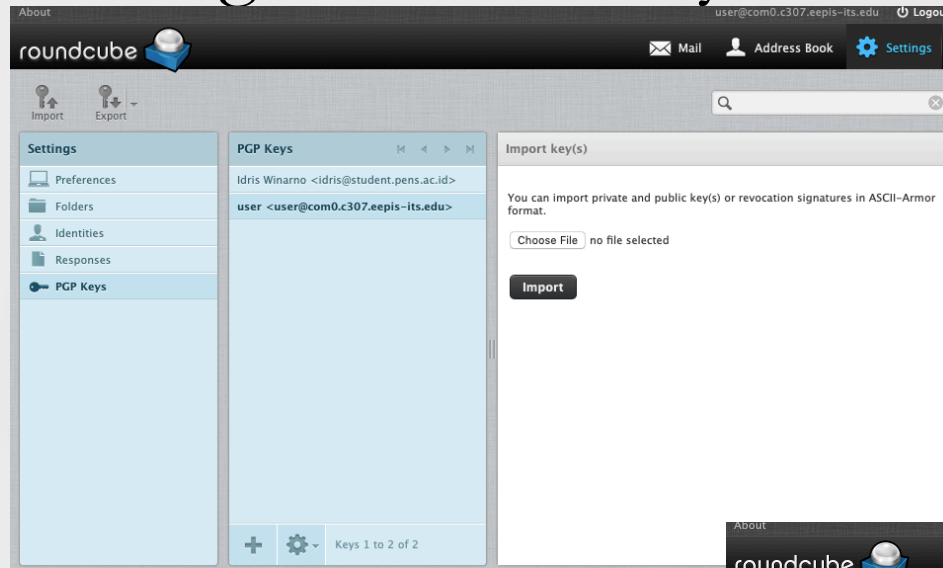 About user@com0.c307.eepis-its.edu Logou
roundcube Mail Address Book Settings
Import Export
Settings
Preferences
Folders
Identities
Responses
PGP Keys
PGP Keys
Idris Winarno <idris@student.pens.ac.id>
user <user@com0.c307.eepis-its.edu>
Keys 1 to 2 of 2
Import key(s)
You can import private and public key(s) or revocation signatures in ASCII-Armor
format.
Choose File no file selected
Import
About
roundcube